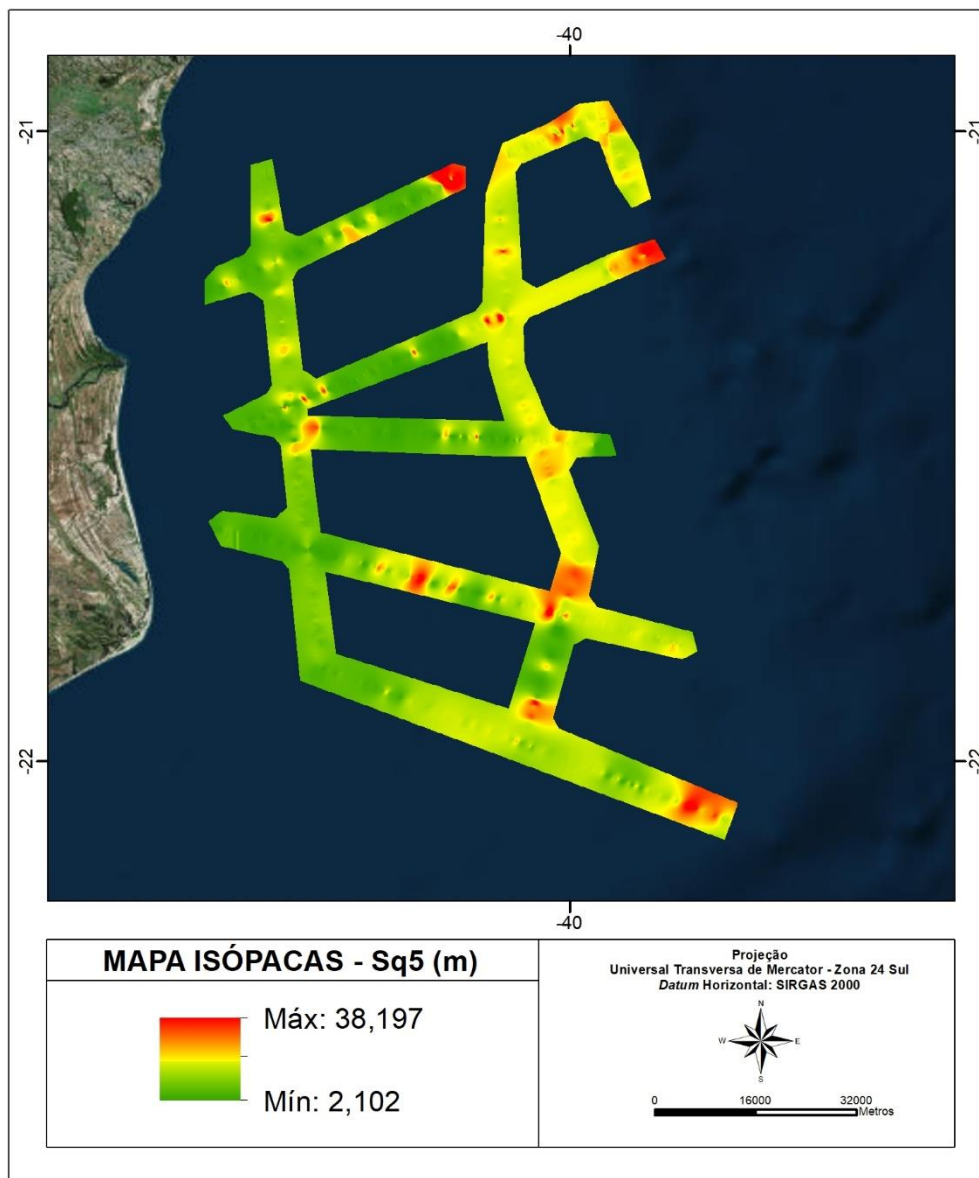 -40
-21
-21
-22
-22
-40
MAPA ISÓPACAS - Sq5 (m)
Máx: 38,197
Mín: 2,102
Projeção
Universal Transversa de Mercator - Zona 24 Sul
Datum Horizontal: SIRGAS 2000
N
W
E
S
0 16000 32000
Metros